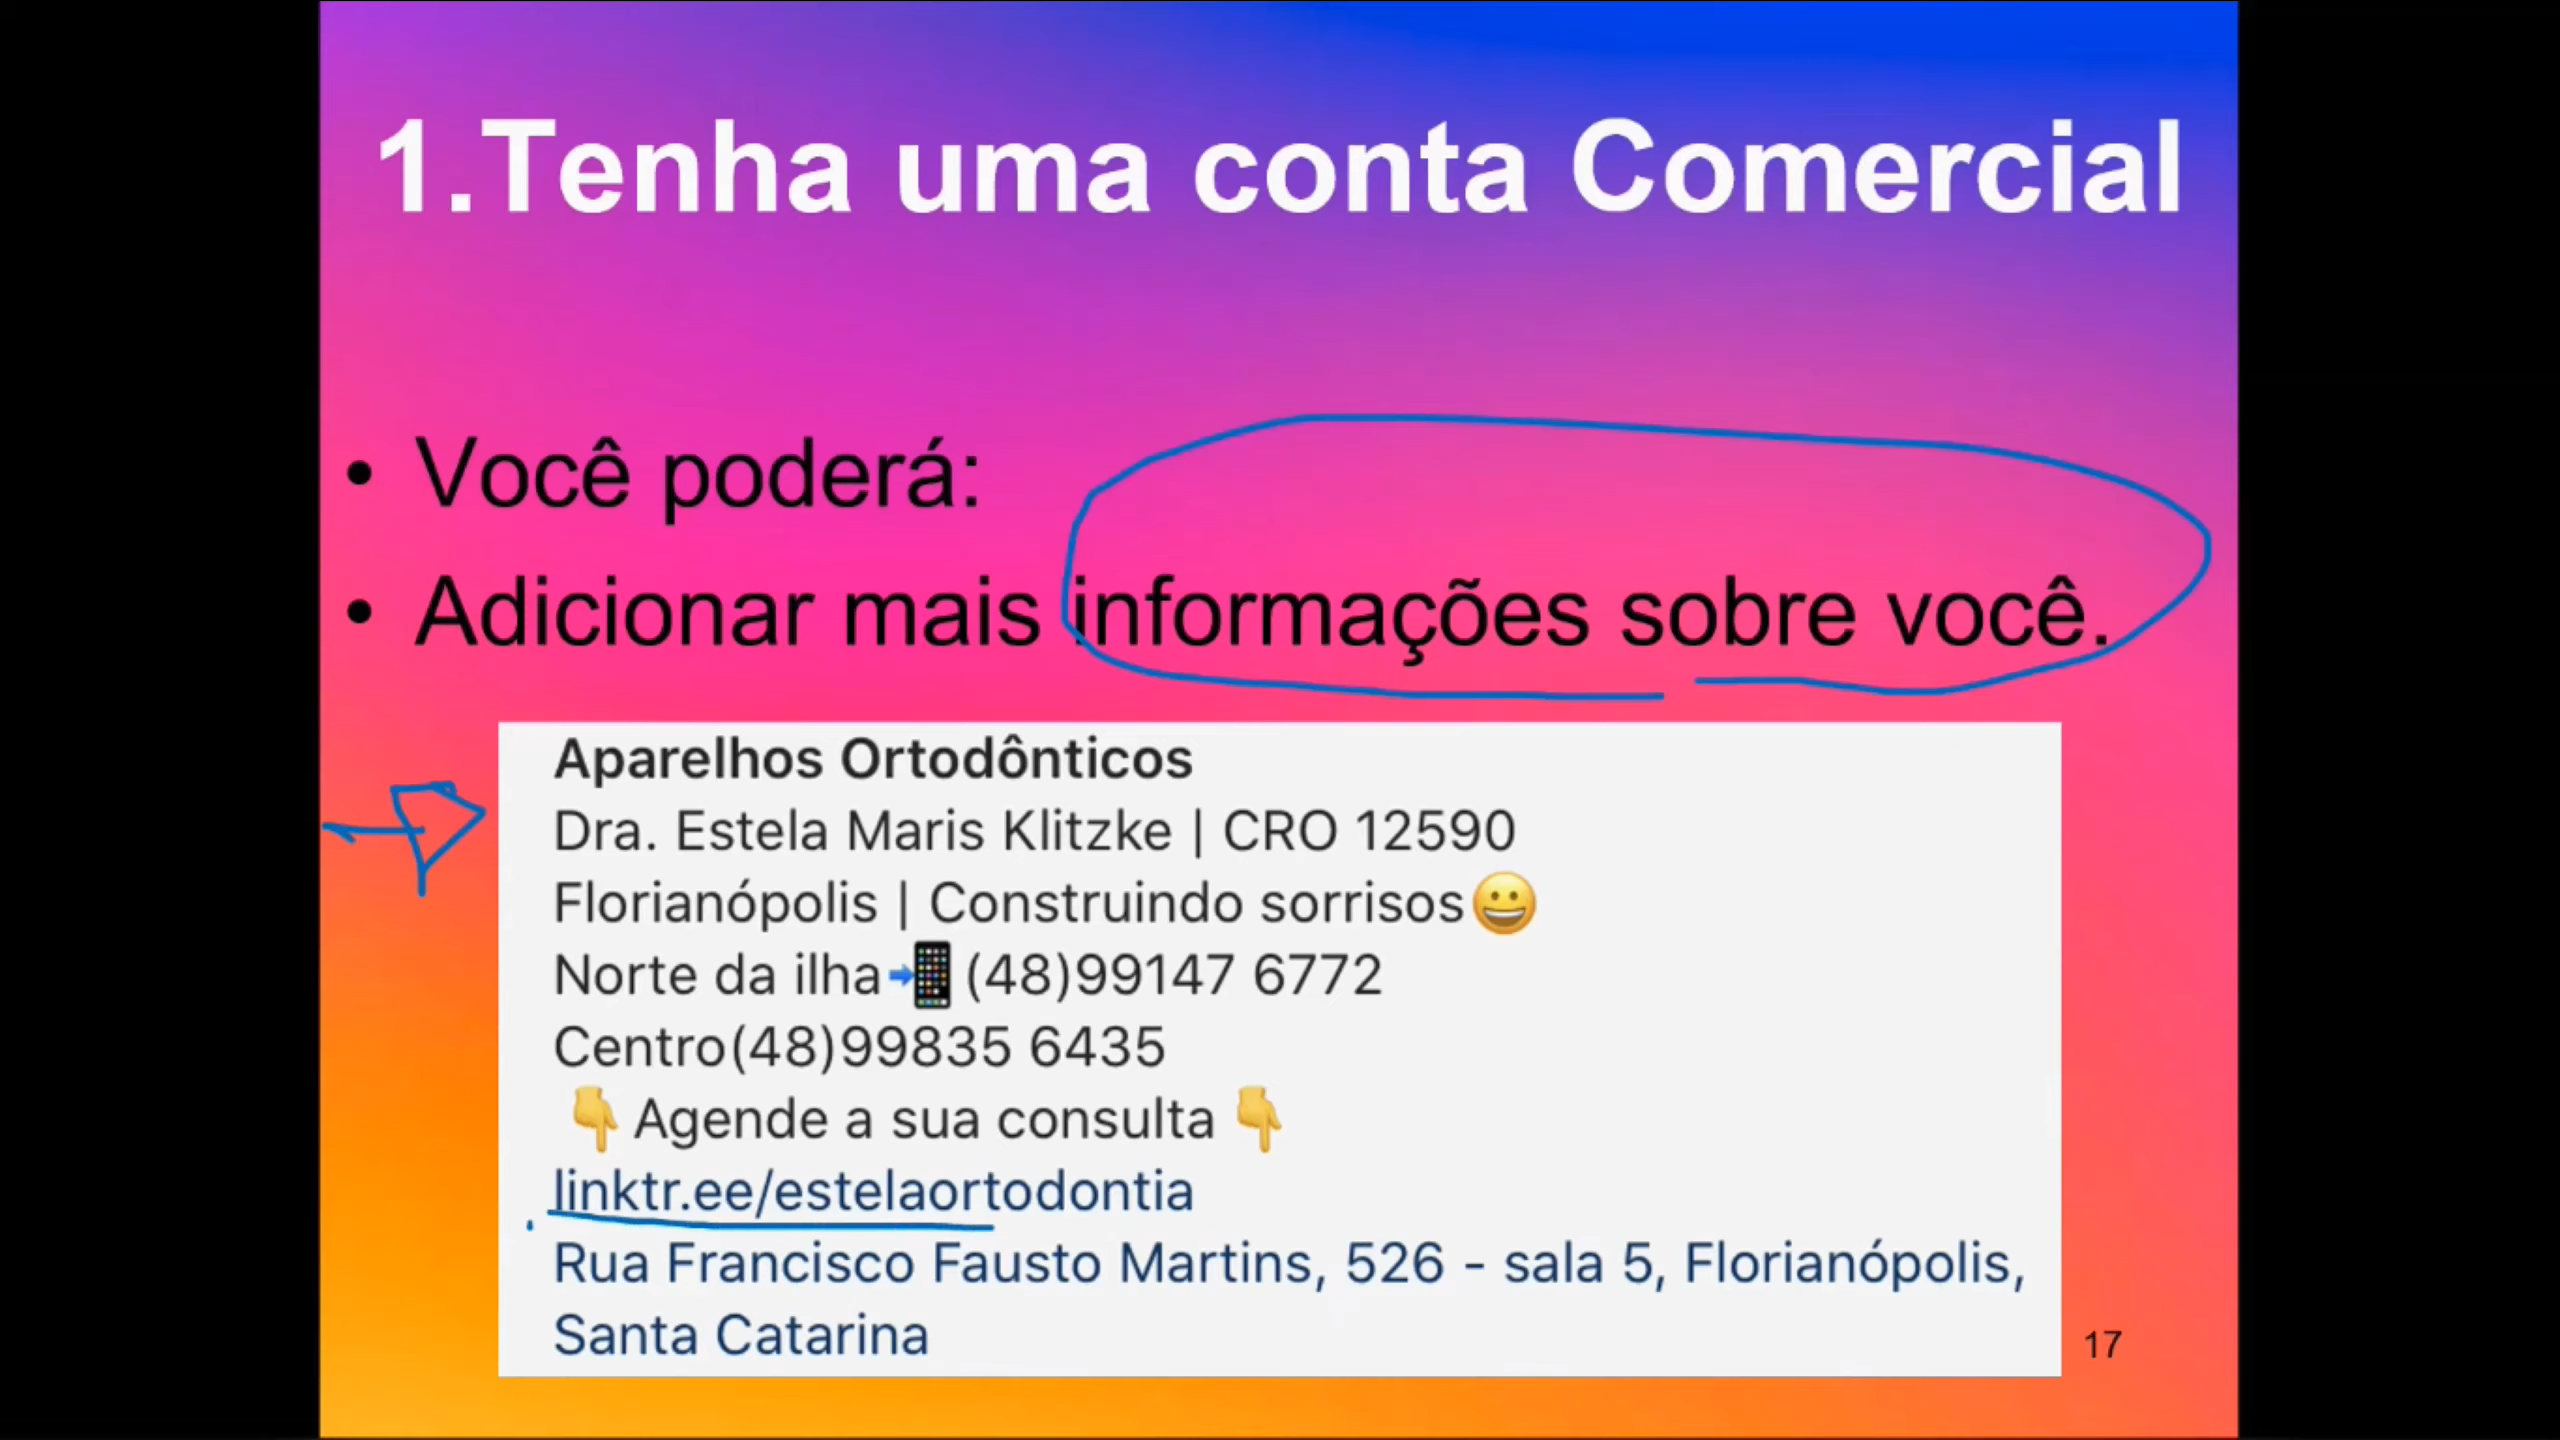 1.Tenha uma conta Comercial
• Você poderá:
• Adicionar mais informações sobre você.
Aparelhos Ortodônticos
Dra. Estela Maris Klitzke | CRO 12590
Florianópolis | Construindo sorrisos😀
Norte da ilha📲(48)99147 6772
Centro(48)99835 6435
👇Agende a sua consulta👇
linktr.ee/estelaortodontia
Rua Francisco Fausto Martins, 526 - sala 5, Florianópolis,
Santa Catarina
17